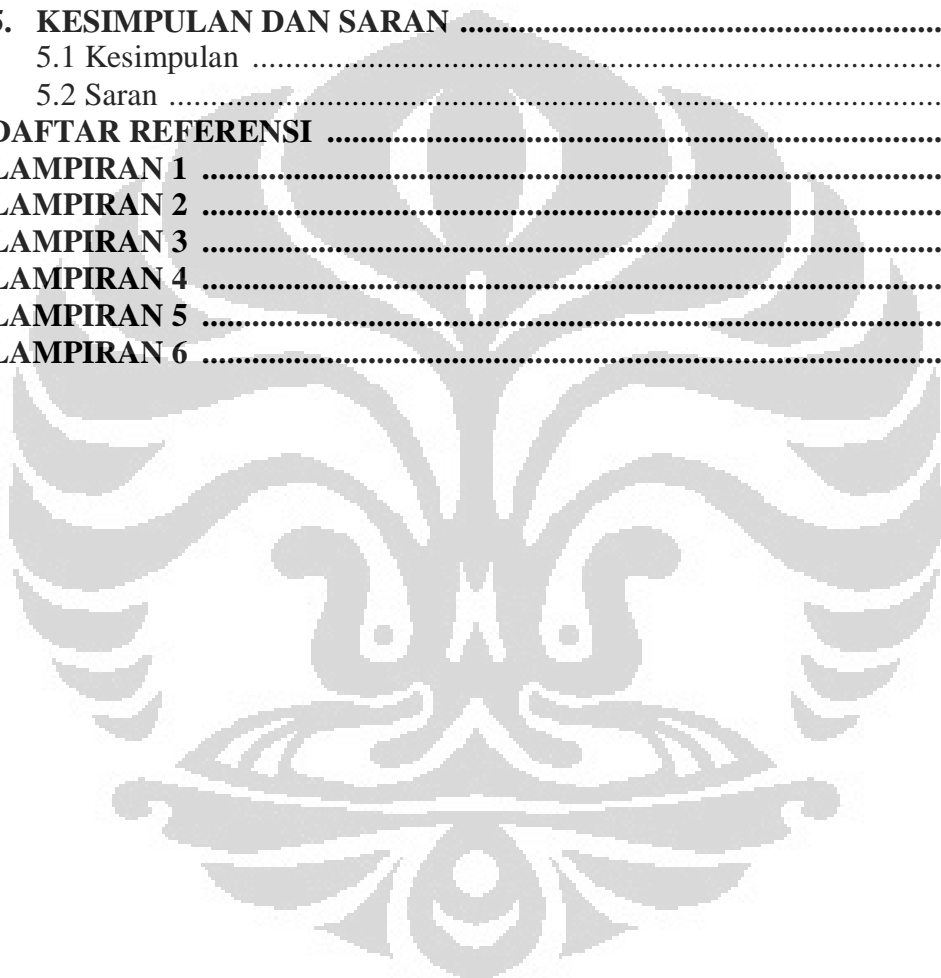 5. KESIMPULAN DAN SARAN ........................................................
5.1 Kesimpulan ........................................................
5.2 Saran ........................................................
DAFTAR REFERENSI ........................................................
LAMPIRAN 1 ........................................................
LAMPIRAN 2 ........................................................
LAMPIRAN 3 ........................................................
LAMPIRAN 4 ........................................................
LAMPIRAN 5 ........................................................
LAMPIRAN 6 ........................................................